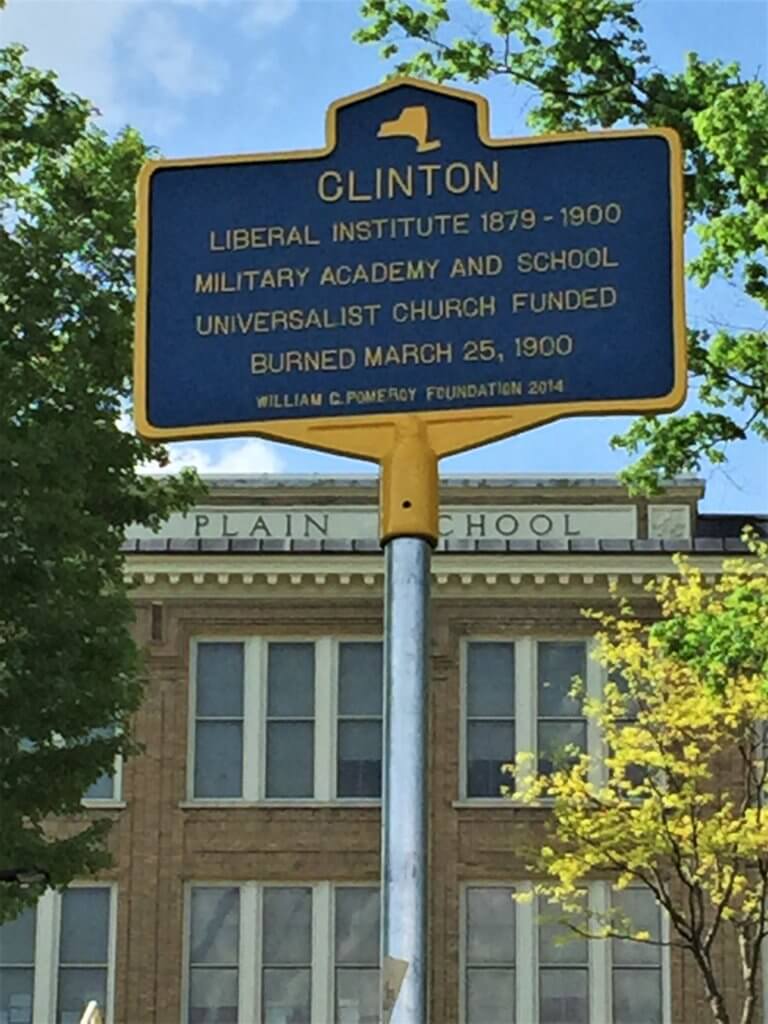 CLINTON
LIBERAL INSTITUTE 1879 - 1900
MILITARY ACADEMY AND SCHOOL
UNIVERSALIST CHURCH FUNDED
BURNED MARCH 25, 1900
WILLIAM G. POMEROY FOUNDATION 2014
PLAIN CHOOL